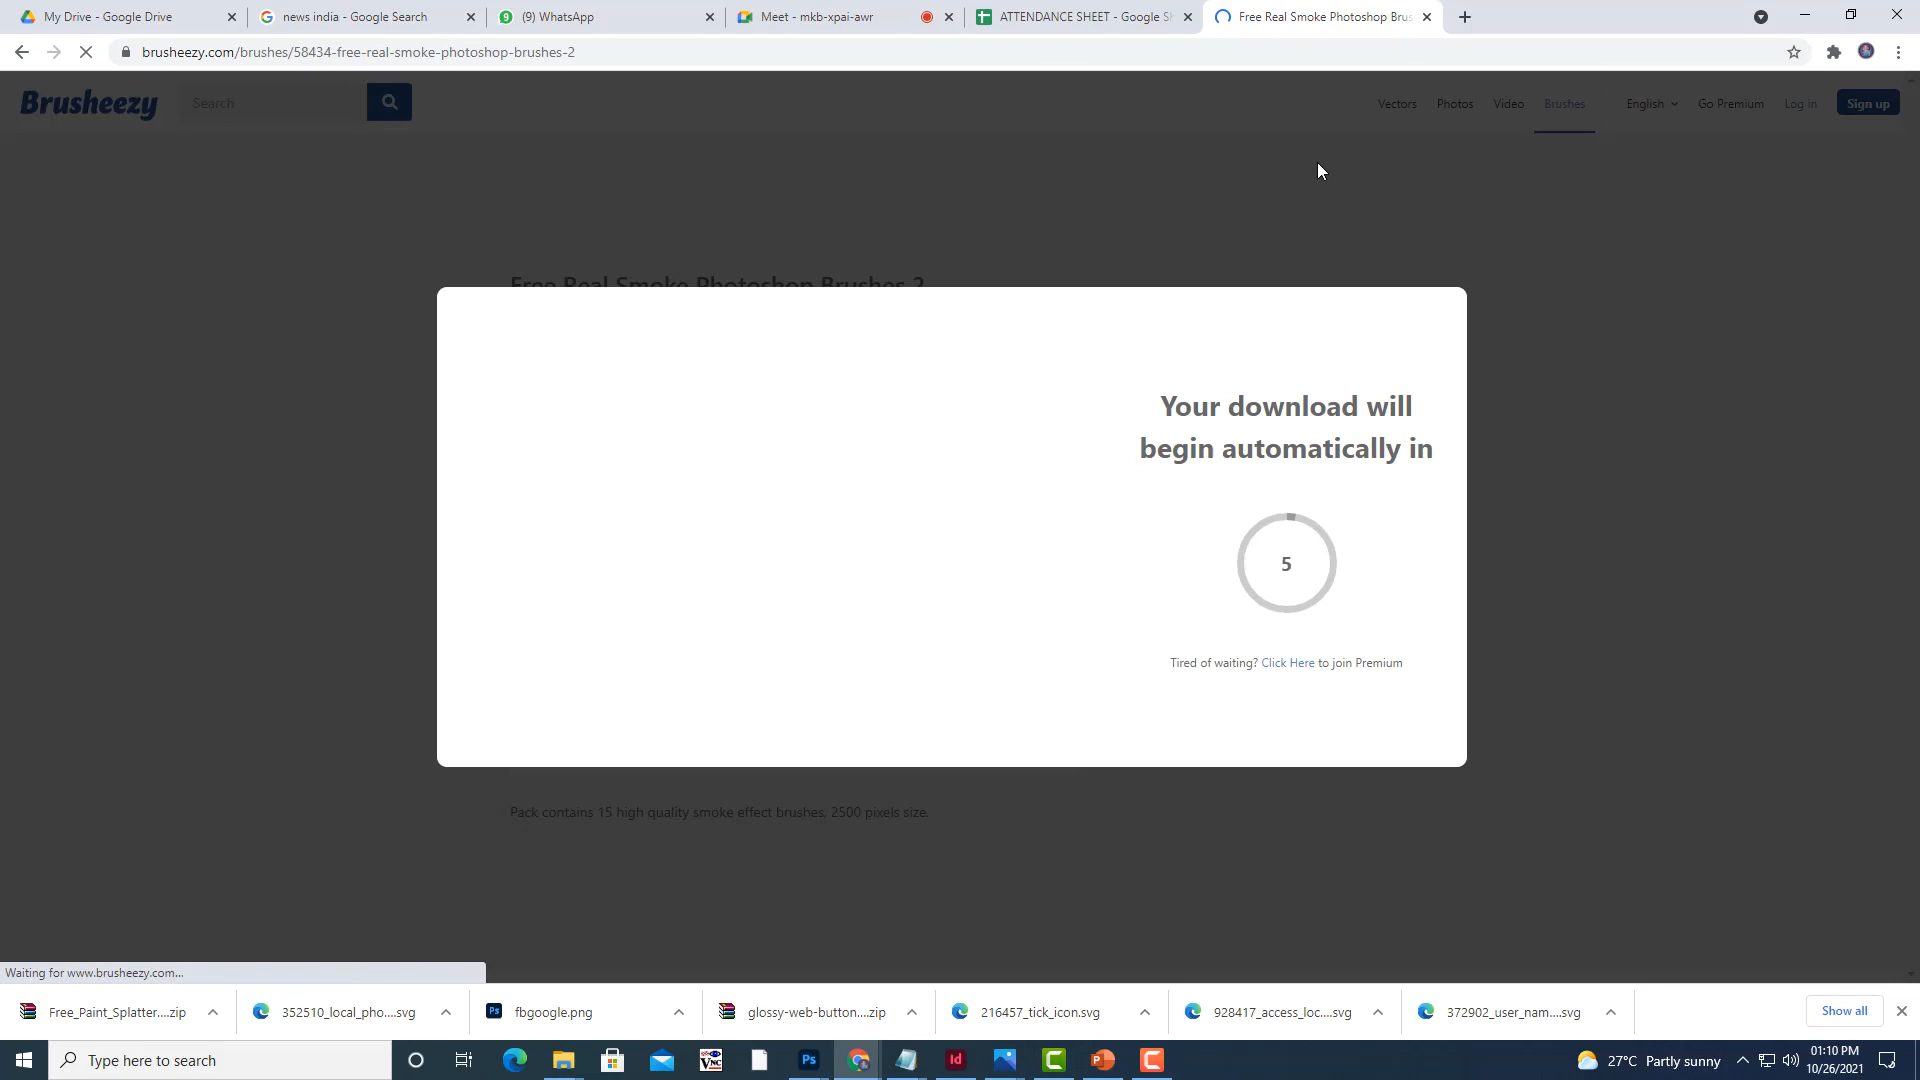 My Drive - Google Drive
news india - Google Search
(9) WhatsApp
Meet - mkb-xpai-awr
ATTENDANCE SHEET - Google Sh
Free Real Smoke Photoshop Brus
brusheezy.com/brushes/58434-free-real-smoke-photoshop-brushes-2
Brusheezy
Search
Vectors
Photos
Video
Brushes
English
Go Premium
Log in
Sign up
Free Real Smoke Photoshop Brushes 2
Your download will
begin automatically in
5
Tired of waiting? Click Here to join Premium
Pack contains 15 high quality smoke effect brushes, 2500 pixels size.
Waiting for www.brusheezy.com...
Free_Paint_Splatter....zip
352510_local_pho....svg
fbgoogle.png
glossy-web-button....zip
216457_tick_icon.svg
928417_access_loc....svg
372902_user_nam....svg
Show all
Type here to search
27°C Partly sunny
01:10 PM
10/26/2021